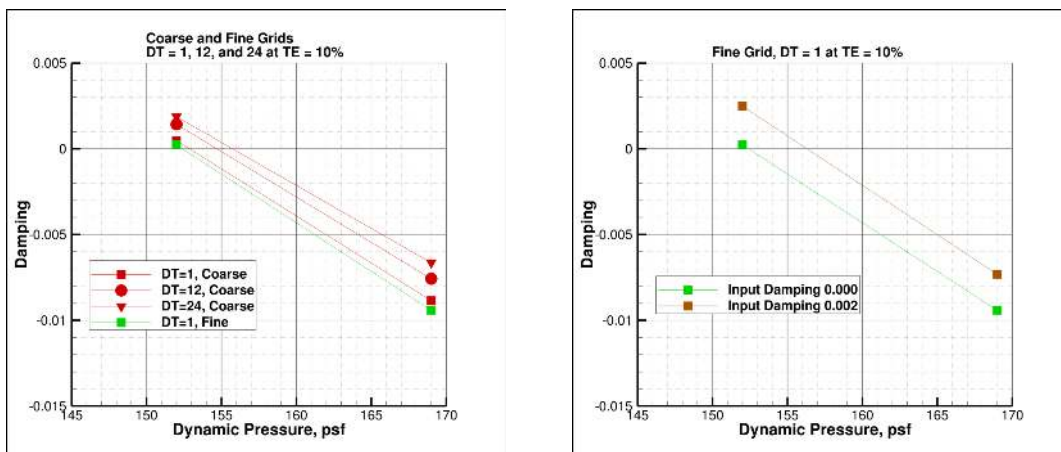 Coarse and Fine Grids
DT = 1, 12, and 24 at TE = 10%
0.005
0
-0.005
-0.01
-0.015
Damping
DT=1, Coarse
DT=12, Coarse
DT=24, Coarse
DT=1, Fine
145 150 155 160 165 170
Dynamic Pressure, psf
Fine Grid, DT = 1 at TE = 10%
0.005
0
-0.005
-0.01
-0.015
Damping
Input Damping 0.000
Input Damping 0.002
145 150 155 160 165 170
Dynamic Pressure, psf